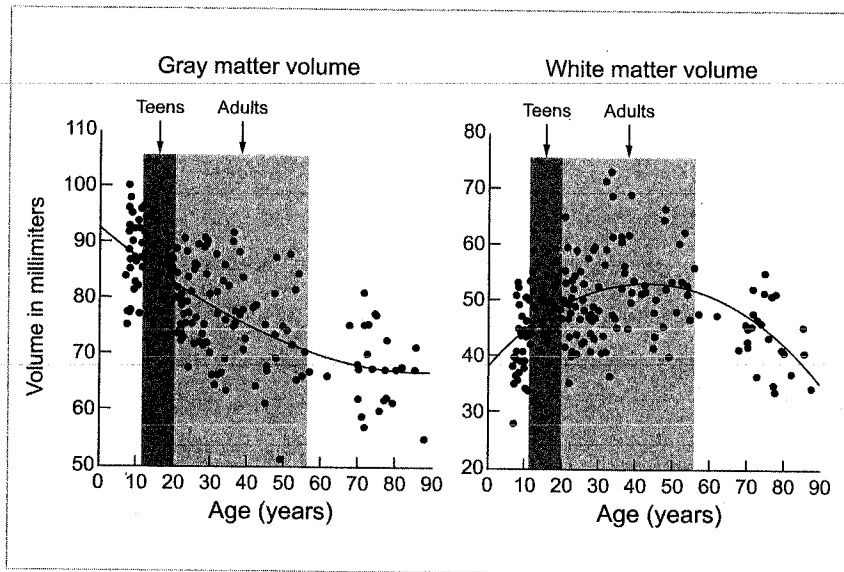 Gray matter volume
Teens Adults
110
100
90
80
70
60
50
0 10 20 30 40 50 60 70 80 90
Volume in millimiters
Age (years)
White matter volume
Teens Adults
80
70
60
50
40
30
20
0 10 20 30 40 50 60 70 80 90
Age (years)